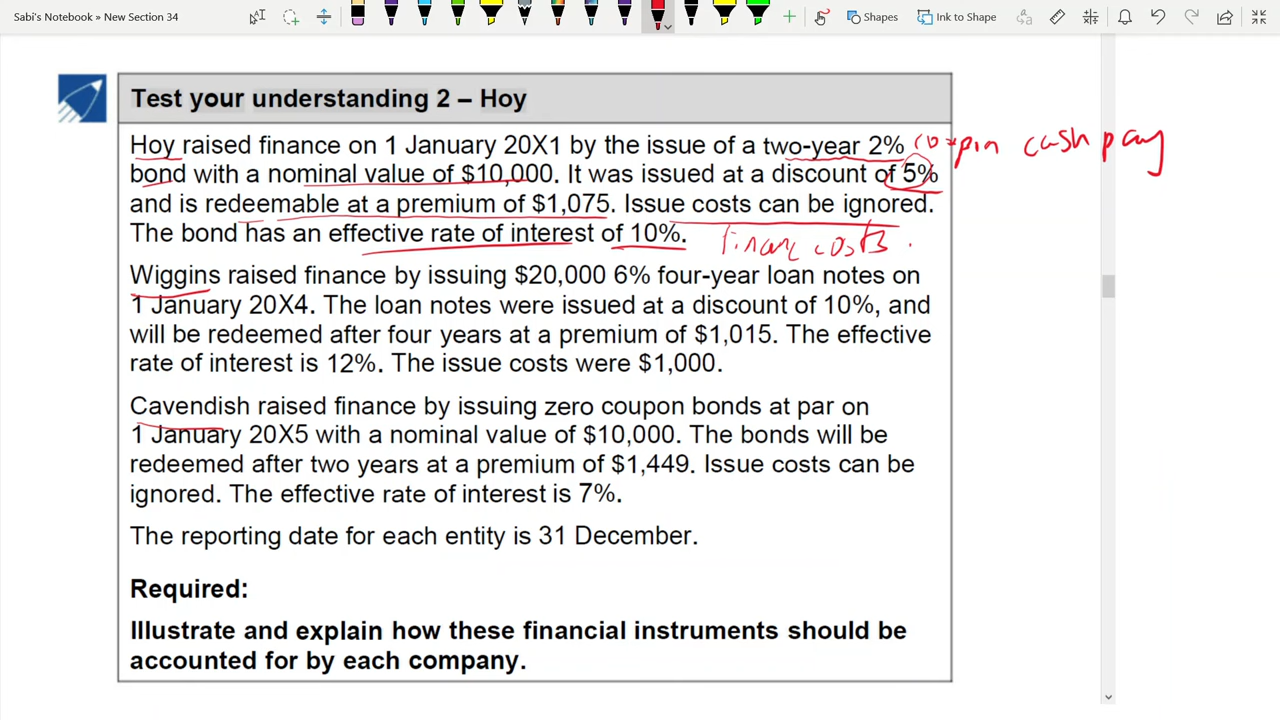 Sabi's Notebook » New Section 34
Shapes
Ink to Shape
Test your understanding 2 – Hoy
Hoy raised finance on 1 January 20X1 by the issue of a two-year 2% coupin cash pay
bond with a nominal value of $10,000. It was issued at a discount of 5%
and is redeemable at a premium of $1,075. Issue costs can be ignored.
The bond has an effective rate of interest of 10%. finance costs.
Wiggins raised finance by issuing $20,000 6% four-year loan notes on
1 January 20X4. The loan notes were issued at a discount of 10%, and
will be redeemed after four years at a premium of $1,015. The effective
rate of interest is 12%. The issue costs were $1,000.
Cavendish raised finance by issuing zero coupon bonds at par on
1 January 20X5 with a nominal value of $10,000. The bonds will be
redeemed after two years at a premium of $1,449. Issue costs can be
ignored. The effective rate of interest is 7%.
The reporting date for each entity is 31 December.
Required:
Illustrate and explain how these financial instruments should be
accounted for by each company.